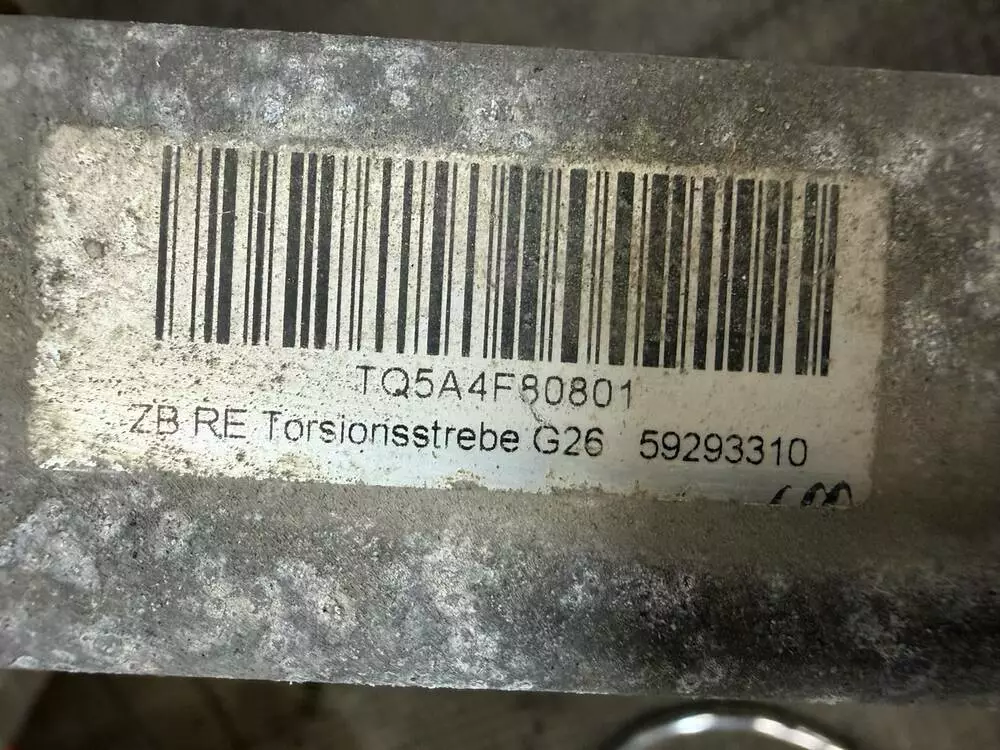 TQ5A4F80801
ZB RE Torsionsstrebe G26 59293310